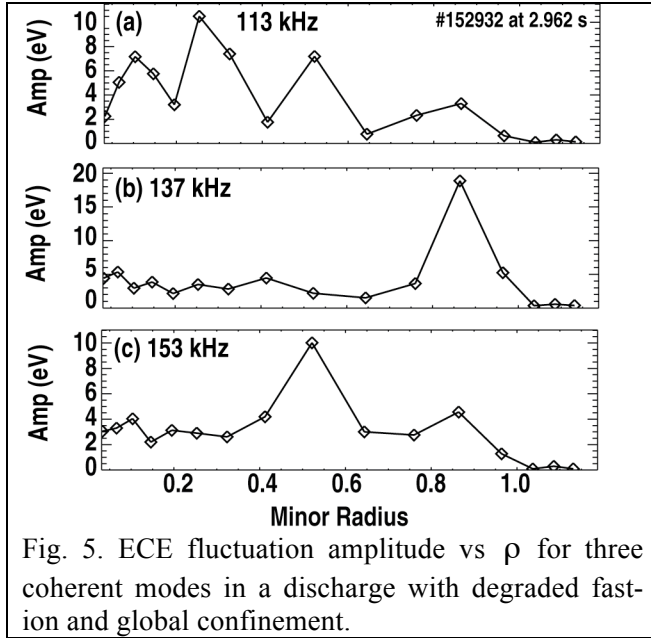 (a) 113 kHz #152932 at 2.962 s
10
8
6
4
2
0
Amp (eV)
(b) 137 kHz
20
15
10
5
0
Amp (eV)
(c) 153 kHz
10
8
6
4
2
0
Amp (eV)
0.2 0.4 0.6 0.8 1.0
Minor Radius
Fig. 5. ECE fluctuation amplitude vs ρ for three
coherent modes in a discharge with degraded fast-
ion and global confinement.